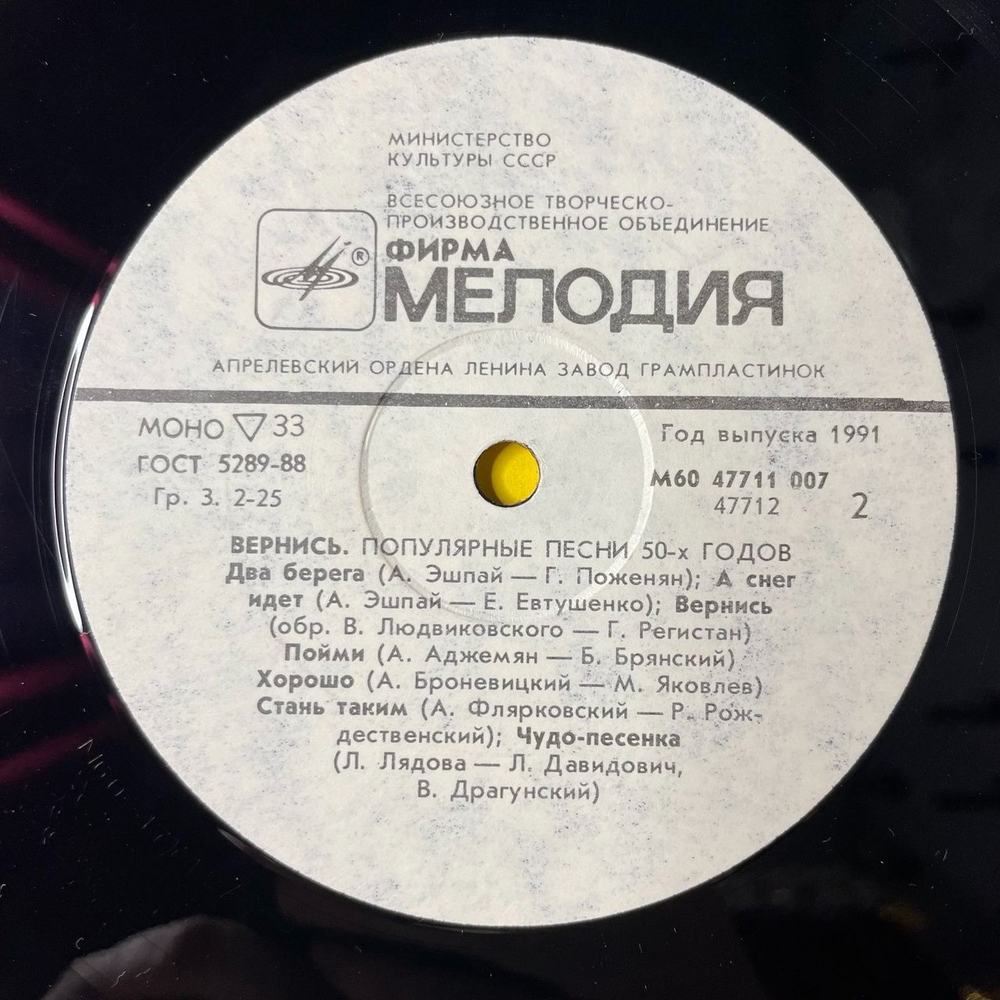 МИНИСТЕРСТВО
КУЛЬТУРЫ СССР
ВСЕСОЮЗНОЕ ТВОРЧЕСКО-
ПРОИЗВОДСТВЕННОЕ ОБЪЕДИНЕНИЕ
ФИРМА
®
МЕЛОДИЯ
АПРЕЛЕВСКИЙ ОРДЕНА ЛЕНИНА ЗАВОД ГРАМПЛАСТИНОК
МОНО ▽ 33
Год выпуска 1991
ГОСТ 5289-88
М60 47711 007
Гр. 3. 2-25
47712
2
ВЕРНИСЬ. ПОПУЛЯРНЫЕ ПЕСНИ 50-х ГОДОВ
Два берега (А. Эшпай — Г. Поженян); А снег
идет (А. Эшпай — Е. Евтушенко); Вернись
(обр. В. Людвиковского — Г. Регистан)
Пойми (А. Аджемян — Б. Брянский)
Хорошо (А. Броневицкий — М. Яковлев)
Стань таким (А. Флярковский — Р. Рож-
дественский); Чудо-песенка
(Л. Лядова — Л. Давидович,
В. Драгунский)